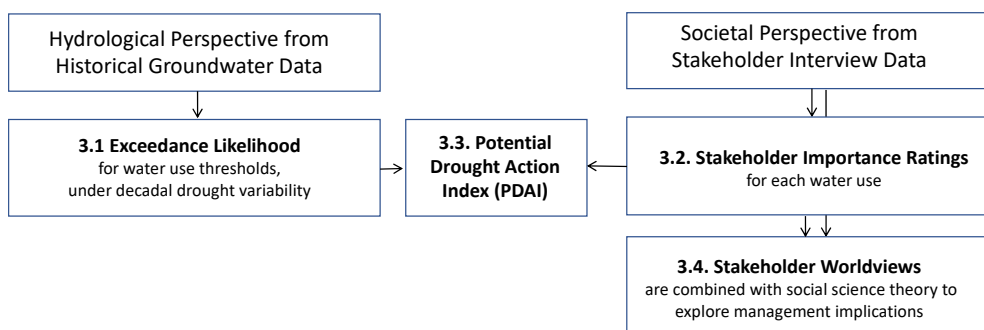 Hydrological Perspective from
Historical Groundwater Data
Societal Perspective from
Stakeholder Interview Data
3.1 Exceedance Likelihood
for water use thresholds,
under decadal drought variability
3.3. Potential
Drought Action
Index (PDAI)
3.2. Stakeholder Importance Ratings
for each water use
3.4. Stakeholder Worldviews
are combined with social science theory to
explore management implications